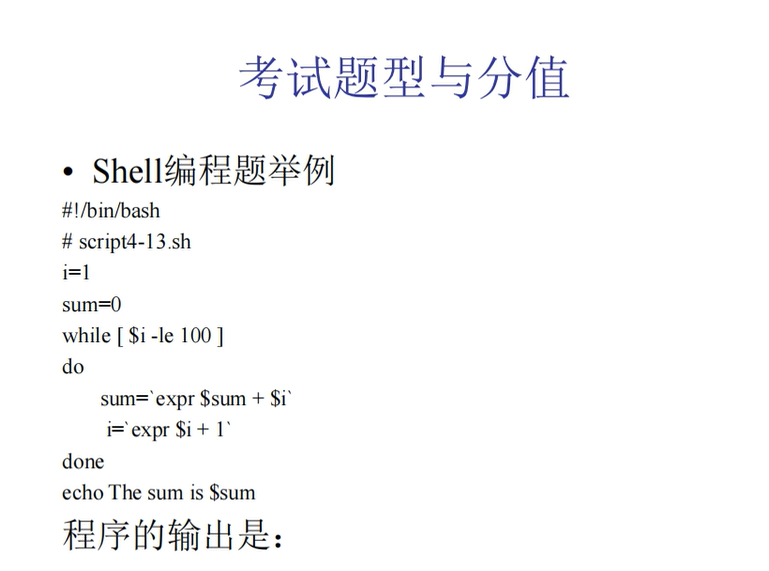 考试题型与分值
• Shell编程题举例
#!/bin/bash
# script4-13.sh
i=1
sum=0
while [ $i -le 100 ]
do
sum=`expr $sum + $i`
i=`expr $i + 1`
done
echo The sum is $sum
程序的输出是：